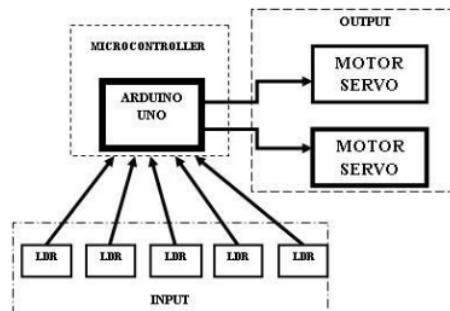 OUTPUT
MICROCONTROLLER
MOTOR
SERVO
ARDUINO
UNO
MOTOR
SERVO
LDR LDR LDR LDR LDR
INPUT